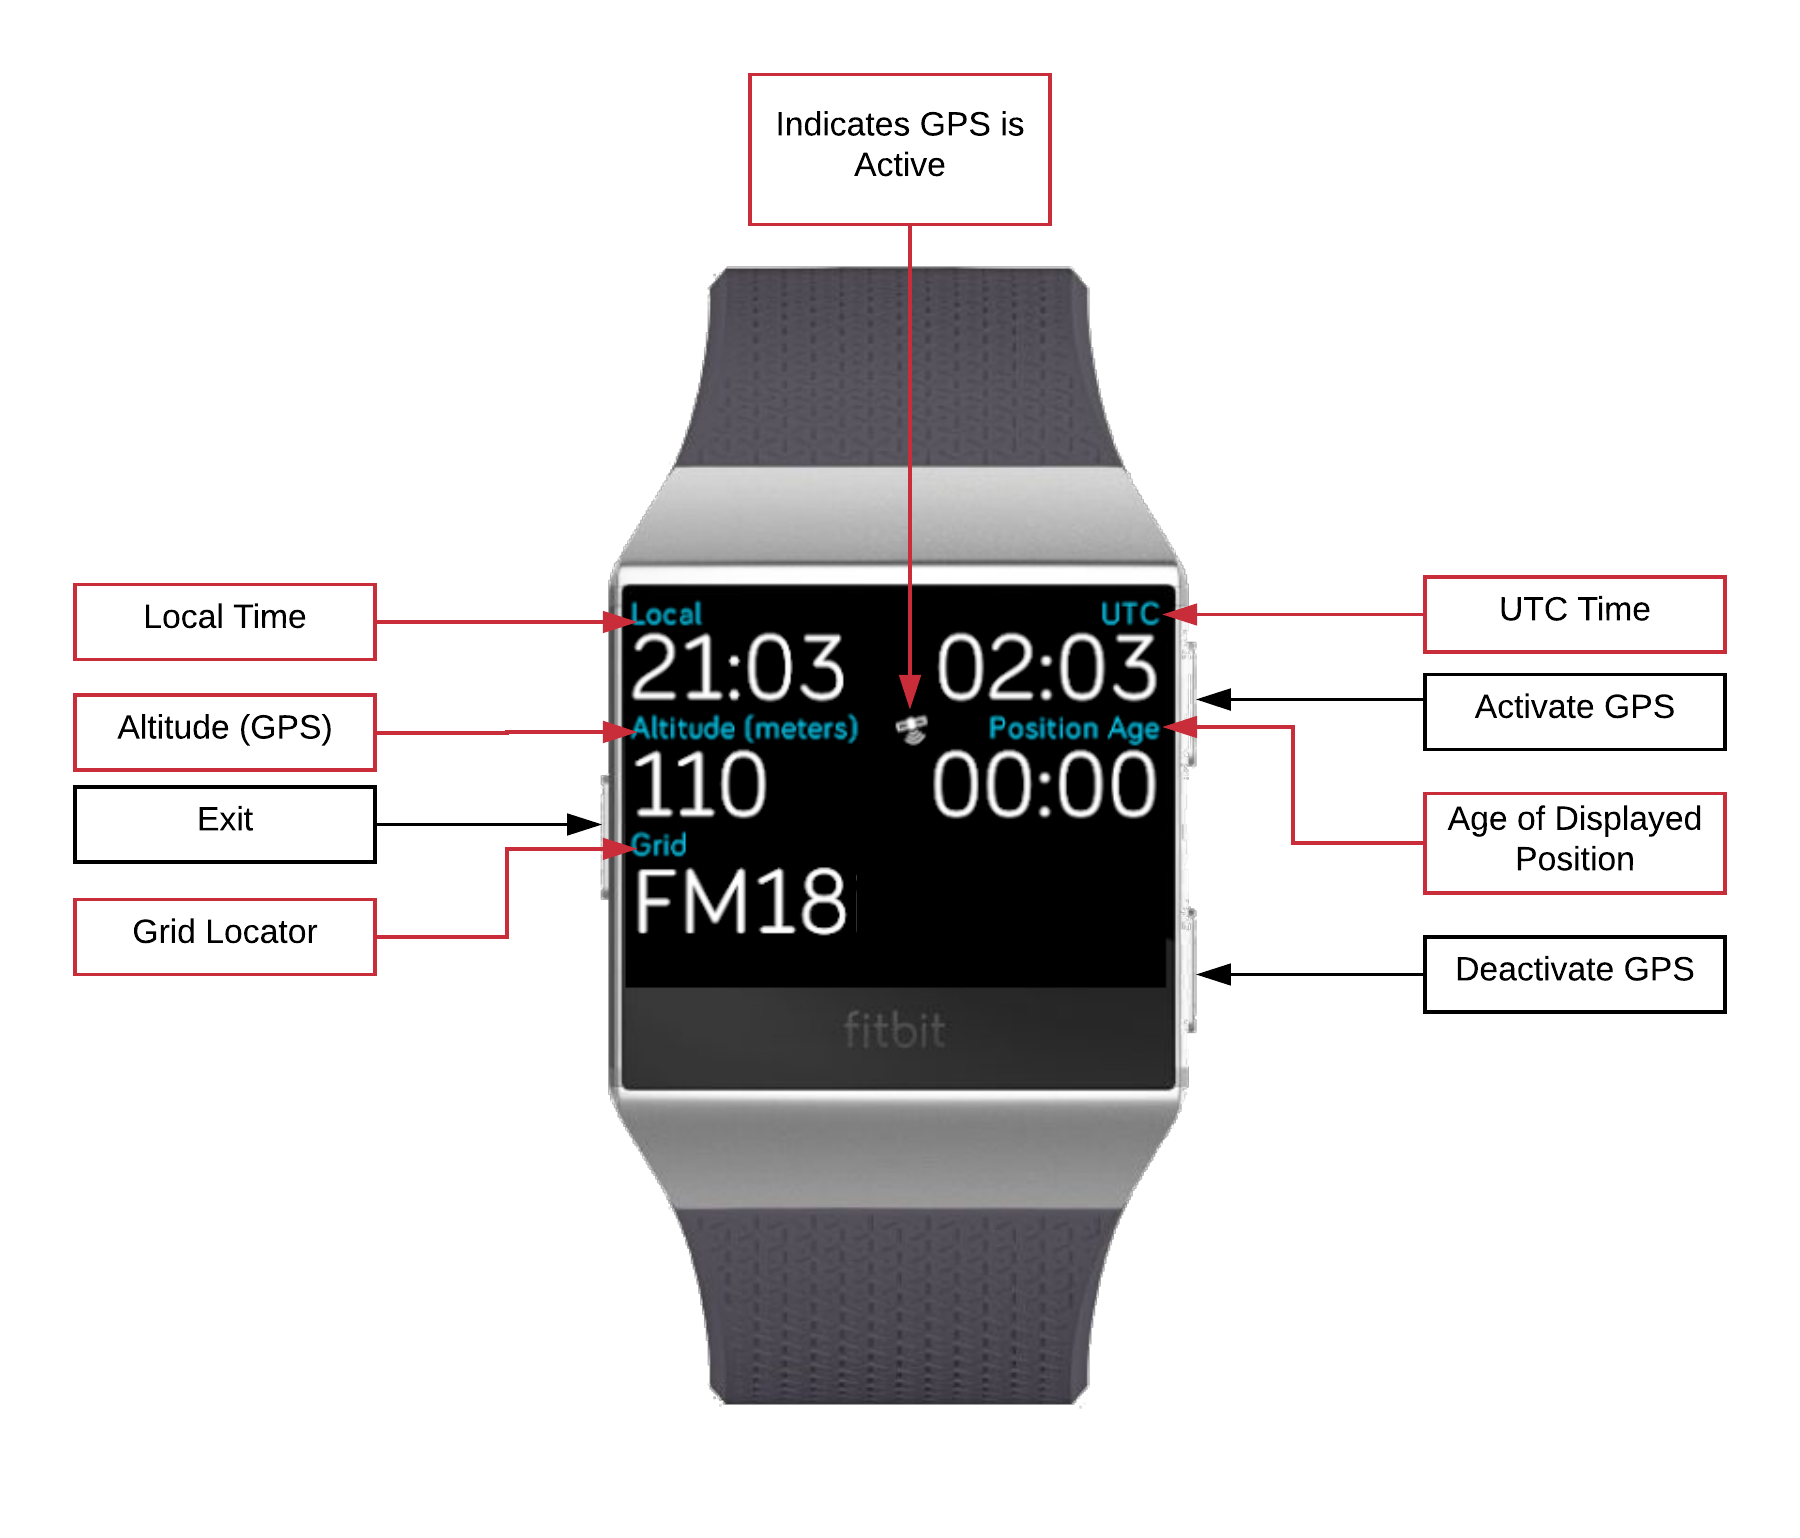 Indicates GPS is
Active
Local Time
Altitude (GPS)
Exit
Grid Locator
Local
21:03
UTC
02:03
Altitude (meters)
110
Position Age
00:00
Grid
FM18
fitbit
UTC Time
Activate GPS
Age of Displayed
Position
Deactivate GPS